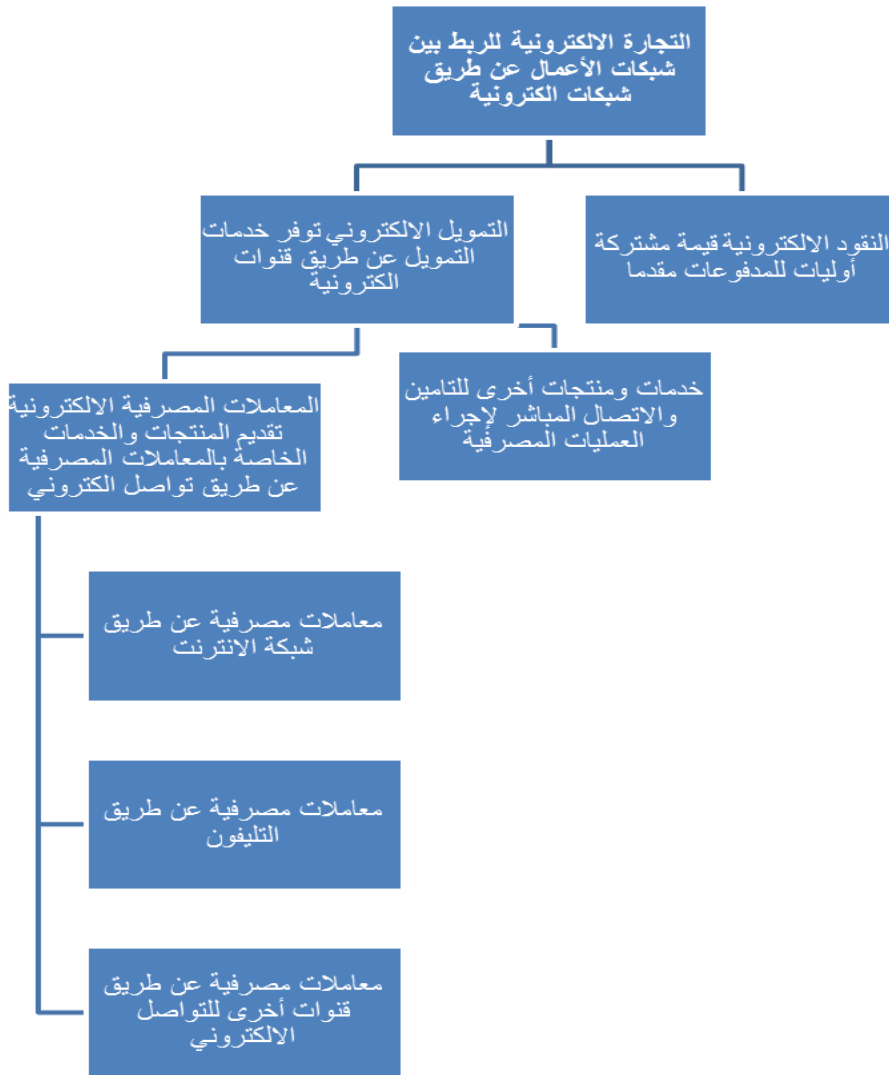 التجارة الالكترونية للربط بين
شبكات الأعمال عن طريق
شبكات الكترونية
النقود الالكترونية قيمة مشتركة
أوليات للمدفوعات مقدما
التمويل الالكتروني توفر خدمات
التمويل عن طريق قنوات
الكترونية
خدمات ومنتجات أخرى للتامين
والاتصال المباشر لإجراء
العمليات المصرفية
المعاملات المصرفية الالكترونية
تقديم المنتجات والخدمات
الخاصة بالمعاملات المصرفية
عن طريق تواصل الكتروني
معاملات مصرفية عن طريق
شبكة الانترنت
معاملات مصرفية عن طريق
التليفون
معاملات مصرفية عن طريق
قنوات أخرى للتواصل
الالكتروني